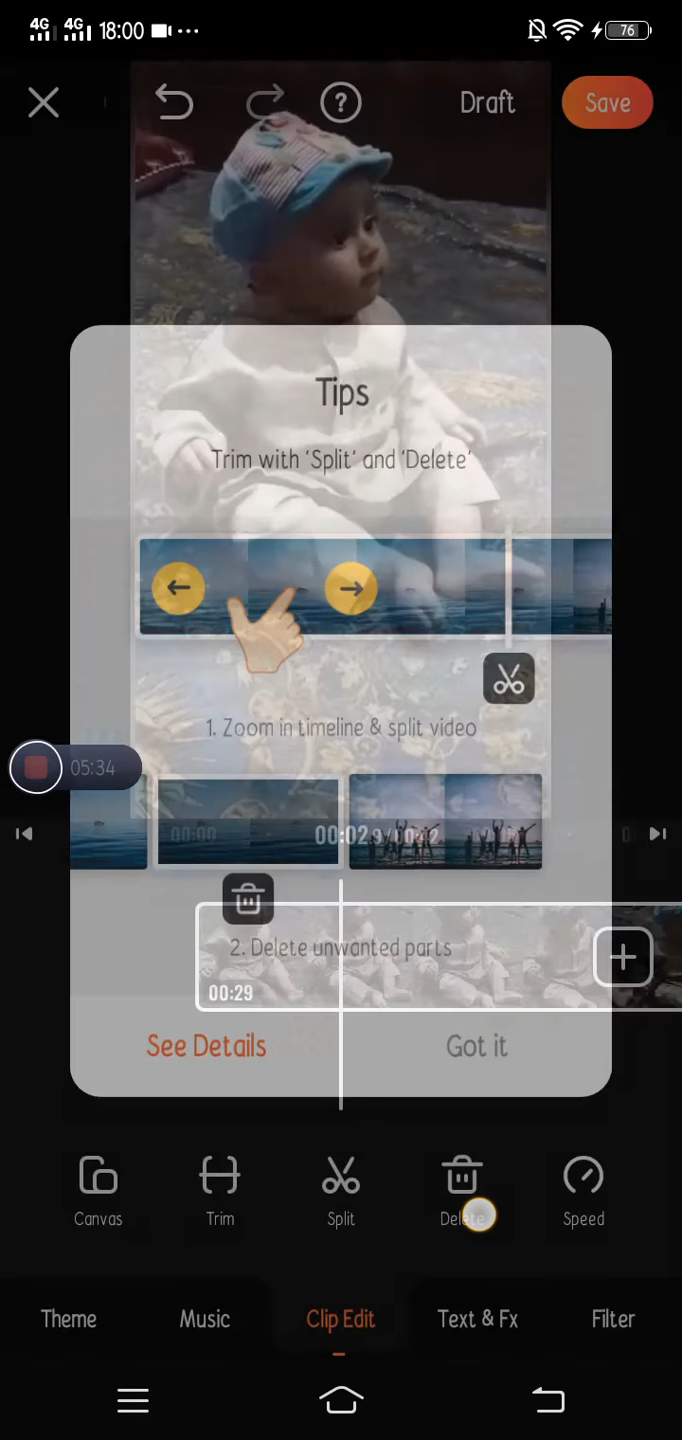 4G 4G 18:00 76
Draft Save
Tips
Trim with 'Split' and 'Delete'
1. Zoom in timeline & split video
05:34
00:00 00:02
2. Delete unwanted parts
00:29
See Details Got it
Canvas Trim Split Delete Speed
Theme Music Clip Edit Text & Fx Filter